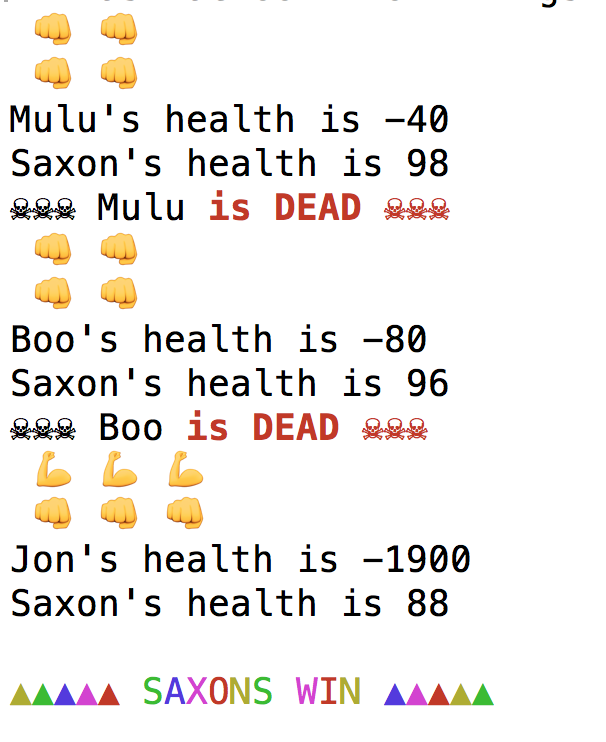 👊 👊
👊 👊
Mulu's health is -40
Saxon's health is 98
☠☠☠ Mulu is DEAD ☠☠☠
👊 👊
👊 👊
Boo's health is -80
Saxon's health is 96
☠☠☠ Boo is DEAD ☠☠☠
💪 💪 💪
👊 👊 👊
Jon's health is -1900
Saxon's health is 88
▲▲▲▲▲ SAXONS WIN ▲▲▲▲▲